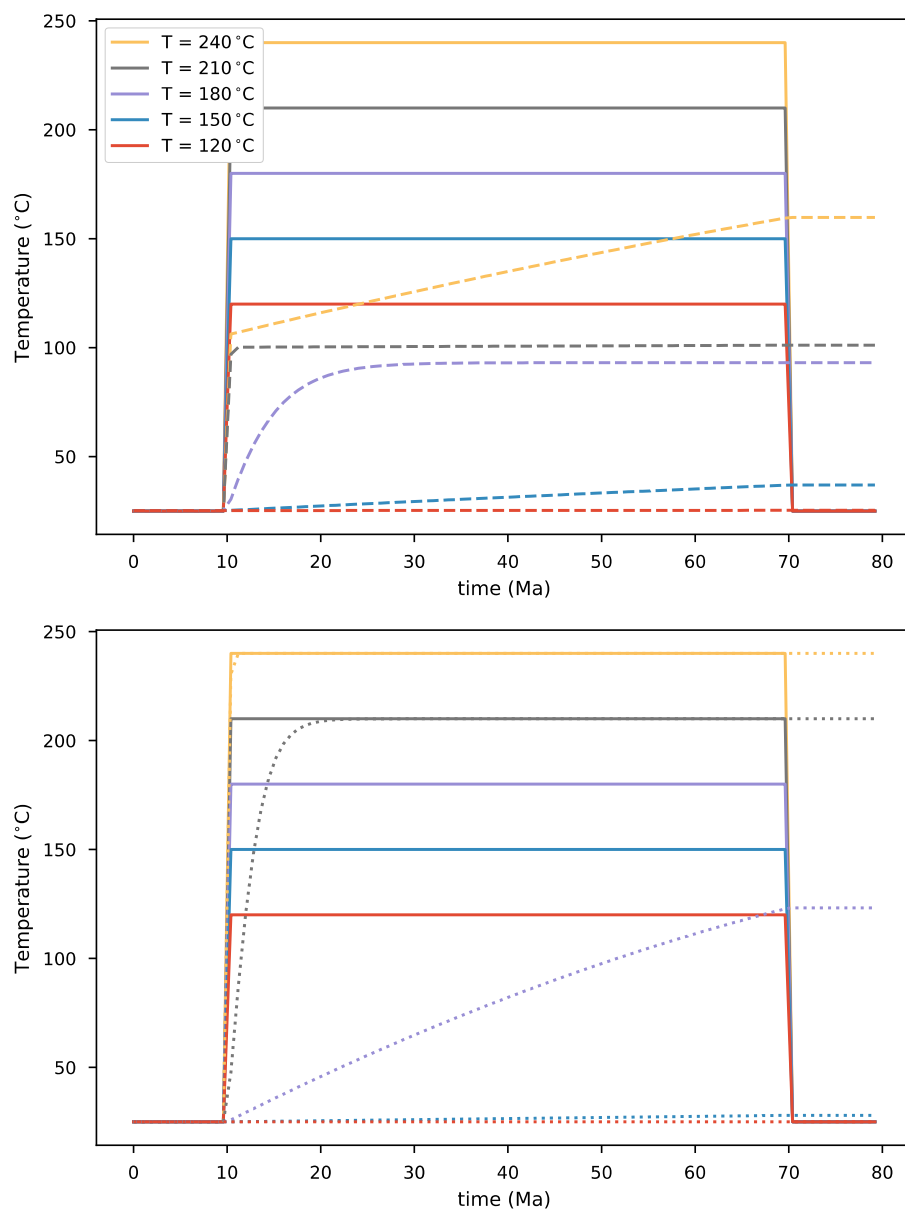 250
200
150
100
50
Temperature (°C)
T = 240°C
T = 210°C
T = 180°C
T = 150°C
T = 120°C
0 10 20 30 40 50 60 70 80
time (Ma)
250
200
150
100
50
Temperature (°C)
0 10 20 30 40 50 60 70 80
time (Ma)